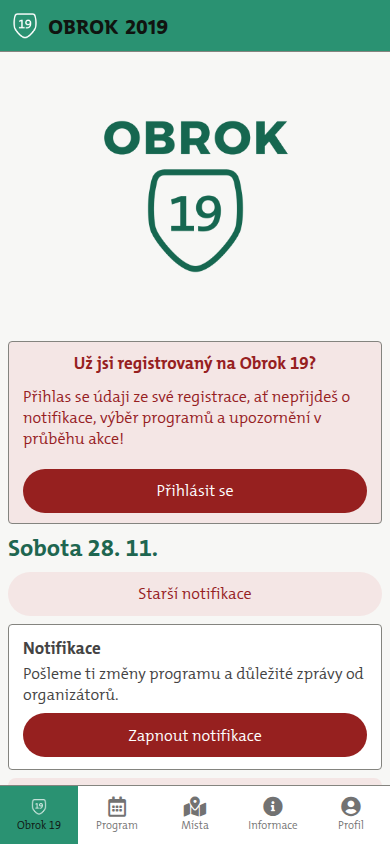 19 OBROK 2019
OBROK
19
Už jsi registrovaný na Obrok 19?
Přihlas se údaji ze své registrace, ať nepřijdeš o
notifikace, výběr programů a upozornění v
průběhu akce!
Přihlásit se
Sobota 28. 11.
Starší notifikace
Notifikace
Pošleme ti změny programu a důležité zprávy od
organizátorů.
Zapnout notifikace
19
Obrok 19 Program Místa Informace Profil